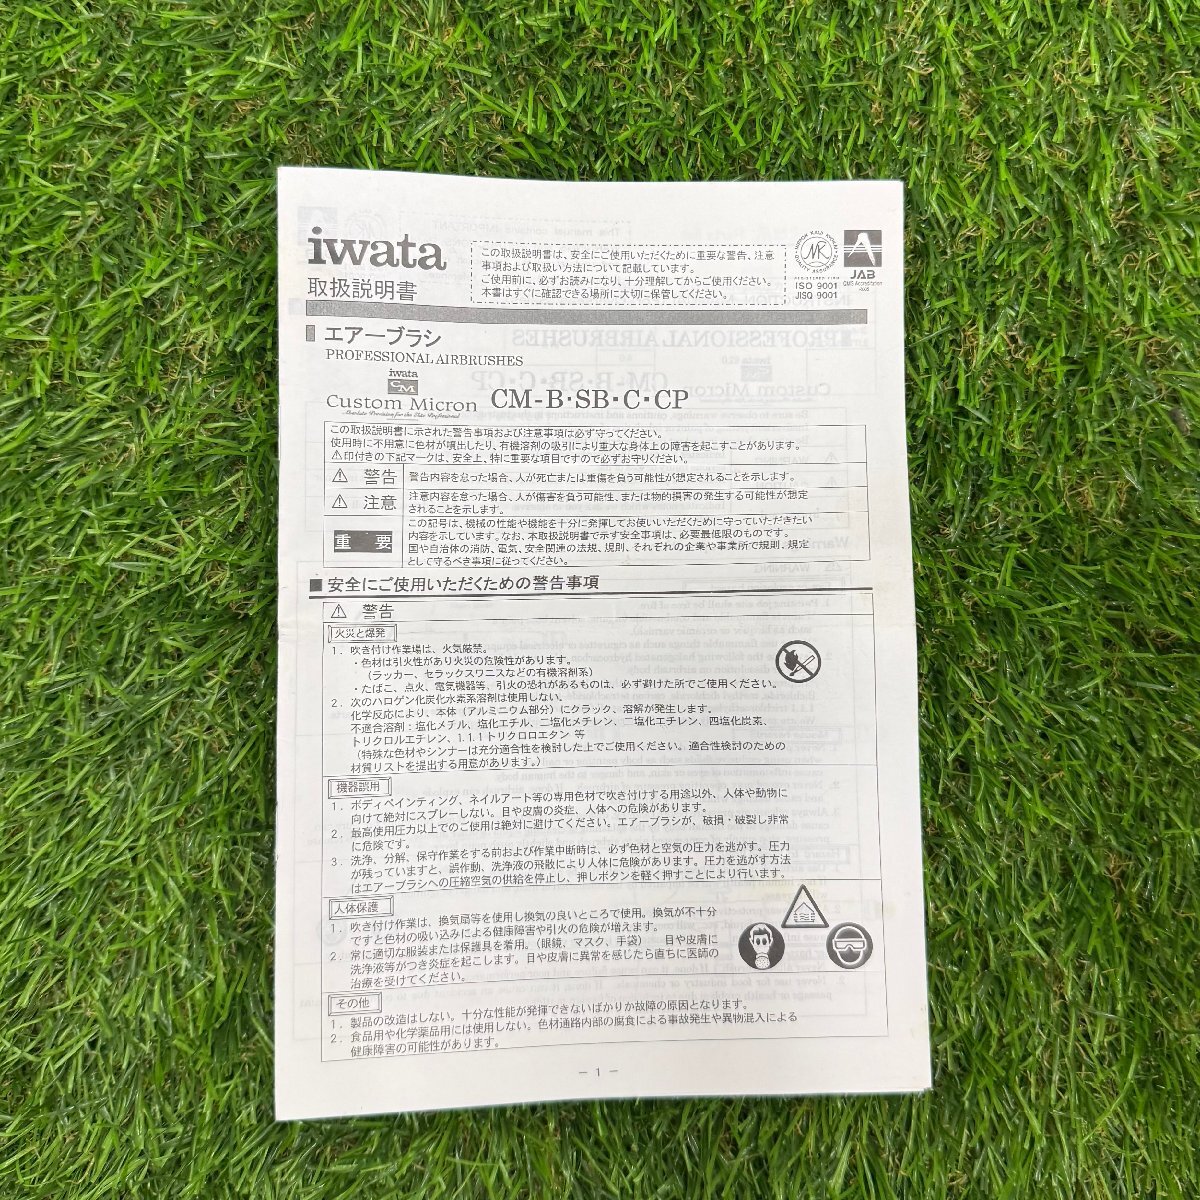 iwata
取扱説明書
この取扱説明書は、安全にご使用いただくために重要な警告、注意
事項および取扱い方法について記載しています。
ご使用前に、必ずお読みになり、十分理解してからご使用ください。
本書はすぐに確認できる場所に大切に保管してください。
ISO 9001
JISQ 9001
JAB
QMS Accreditation
エアーブラシ
PROFESSIONAL AIRBRUSHES
iwata
CM
Custom Micron CM-B・SB・C・CP
Absolute Precision for the Elite Professional
この取扱説明書に示された警告事項および注意事項は必ず守ってください。
使用時に不用意に色材が噴出したり、有機溶剤の吸引により重大な身体上の障害を起こすことがあります。
⚠印付きの下記マークは、安全上、特に重要な項目ですので必ずお守りください。
⚠ 警告 警告内容を怠った場合、人が死亡または重傷を負う可能性が想定されることを示します。
⚠ 注意 注意内容を怠った場合、人が傷害を負う可能性、または物的損害の発生する可能性が想定
されることを示します。
重要 この記号は、機械の性能や機能を十分に発揮してお使いいただくために守っていただきたい
内容を示しています。なお、本取扱説明書で示す安全事項は、必要最低限のものです。
国や自治体の消防、電気、安全関連の法規、規則、それぞれの企業や事業所で規則、規定
として守るべき事項に従ってください。
■ 安全にご使用いただくための警告事項
⚠ 警告
火災と爆発
1. 吹き付け作業場は、火気厳禁。
・色材は引火性があり火災の危険性があります。
(ラッカー、セラックスワニスなどの有機溶剤系)
・たばこ、点火、電気機器等、引火の恐れがあるものは、必ず避けた所でご使用ください。
2. 次のハロゲン化炭化水素系溶剤は使用しない。
化学反応により、本体（アルミニウム部分）にクラック、溶解が発生します。
不適合溶剤：塩化メチル、塩化エチル、二塩化メチレン、二塩化エチレン、四塩化炭素、
トリクロルエチレン、1.1.1トリクロロエタン 等
（特殊な色材やシンナーは充分適合性を検討した上でご使用ください。適合性検討のための
材質リストを提出する用意があります。）
機器誤用
1. ボディペインティング、ネイルアート等の専用色材で吹き付けする用途以外、人体や動物に
向けて絶対にスプレーしない。目や皮膚の炎症、人体への危険があります。
2. 最高使用圧力以上でのご使用は絶対に避けてください。エアーブラシが、破損・破裂し非常
に危険です。
3. 洗浄、分解、保守作業をする前および作業中断時は、必ず色材と空気の圧力を逃がす。圧力
が残っていますと、誤作動、洗浄液の飛散により人体に危険があります。圧力を逃がす方法
はエアーブラシへの圧縮空気の供給を停止し、押しボタンを軽く押すことにより行います。
人体保護
1. 吹き付け作業は、換気扇等を使用し換気の良いところで使用。換気が不十分
ですと色材の吸い込みによる健康障害や引火の危険が増えます。
2. 常に適切な服装または保護具を着用。（眼鏡、マスク、手袋） 目や皮膚に
洗浄液等がつき炎症を起こします。目や皮膚に異常を感じたら直ちに医師の
治療を受けてください。
その他
1. 製品の改造はしない。十分な性能が発揮できないばかりか故障の原因となります。
2. 食品用や化学薬品用には使用しない。色材通路内部の腐食による事故発生や異物混入による
健康障害の可能性があります。
－ 1 －